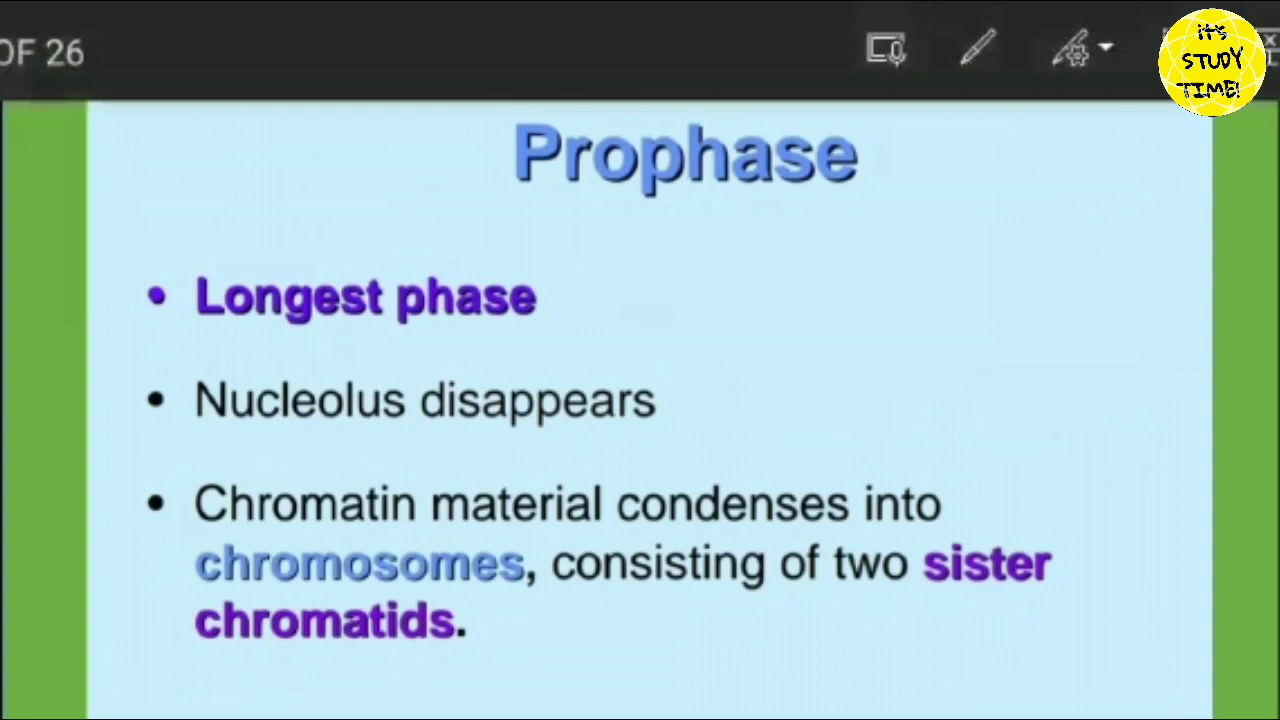 OF 26
iT's
STUDY
TIME!
Prophase
• Longest phase
• Nucleolus disappears
• Chromatin material condenses into
chromosomes, consisting of two sister
chromatids.